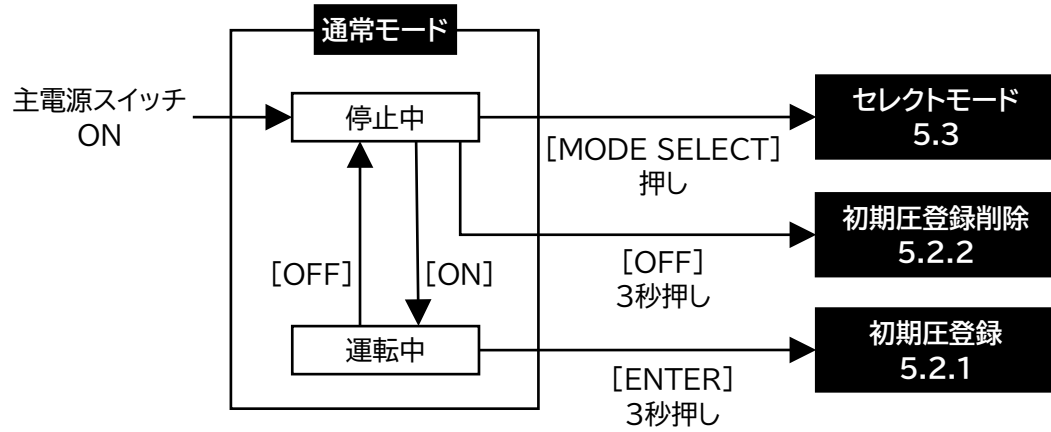 通常モード
主電源スイッチ
ON
停止中
セレクトモード
5.3
[MODE SELECT]
押し
初期圧登録削除
5.2.2
[OFF]
[ON]
[OFF]
3秒押し
運転中
初期圧登録
5.2.1
[ENTER]
3秒押し